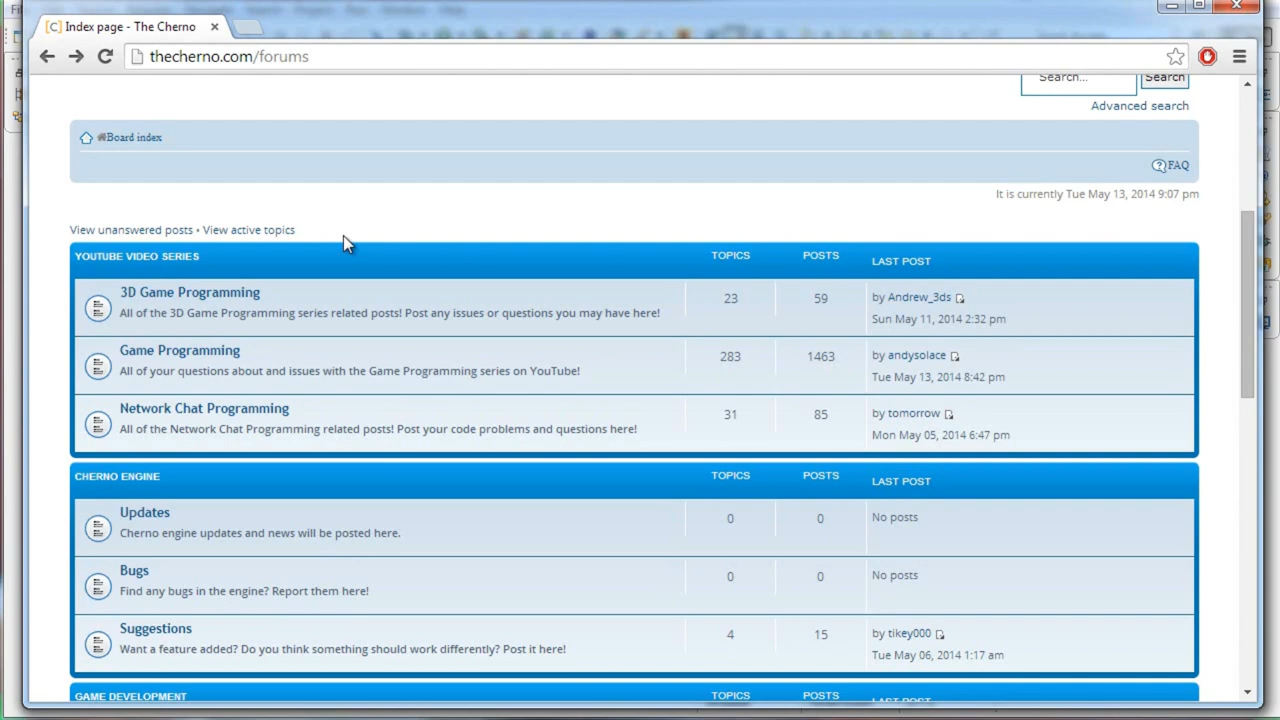 [C] Index page - The Cherno
thecherno.com/forums
Search... Search
Advanced search
Board index
FAQ
It is currently Tue May 13, 2014 9:07 pm
View unanswered posts • View active topics
YOUTUBE VIDEO SERIES TOPICS POSTS LAST POST
3D Game Programming
All of the 3D Game Programming series related posts! Post any issues or questions you may have here!
23 59
by Andrew_3ds
Sun May 11, 2014 2:32 pm
Game Programming
All of your questions about and issues with the Game Programming series on YouTube!
283 1463
by andysolace
Tue May 13, 2014 8:42 pm
Network Chat Programming
All of the Network Chat Programming related posts! Post your code problems and questions here!
31 85
by tomorrow
Mon May 05, 2014 6:47 pm
CHERNO ENGINE TOPICS POSTS LAST POST
Updates
Cherno engine updates and news will be posted here.
0 0
No posts
Bugs
Find any bugs in the engine? Report them here!
0 0
No posts
Suggestions
Want a feature added? Do you think something should work differently? Post it here!
4 15
by tikey000
Tue May 06, 2014 1:17 am
GAME DEVELOPMENT TOPICS POSTS LAST POST